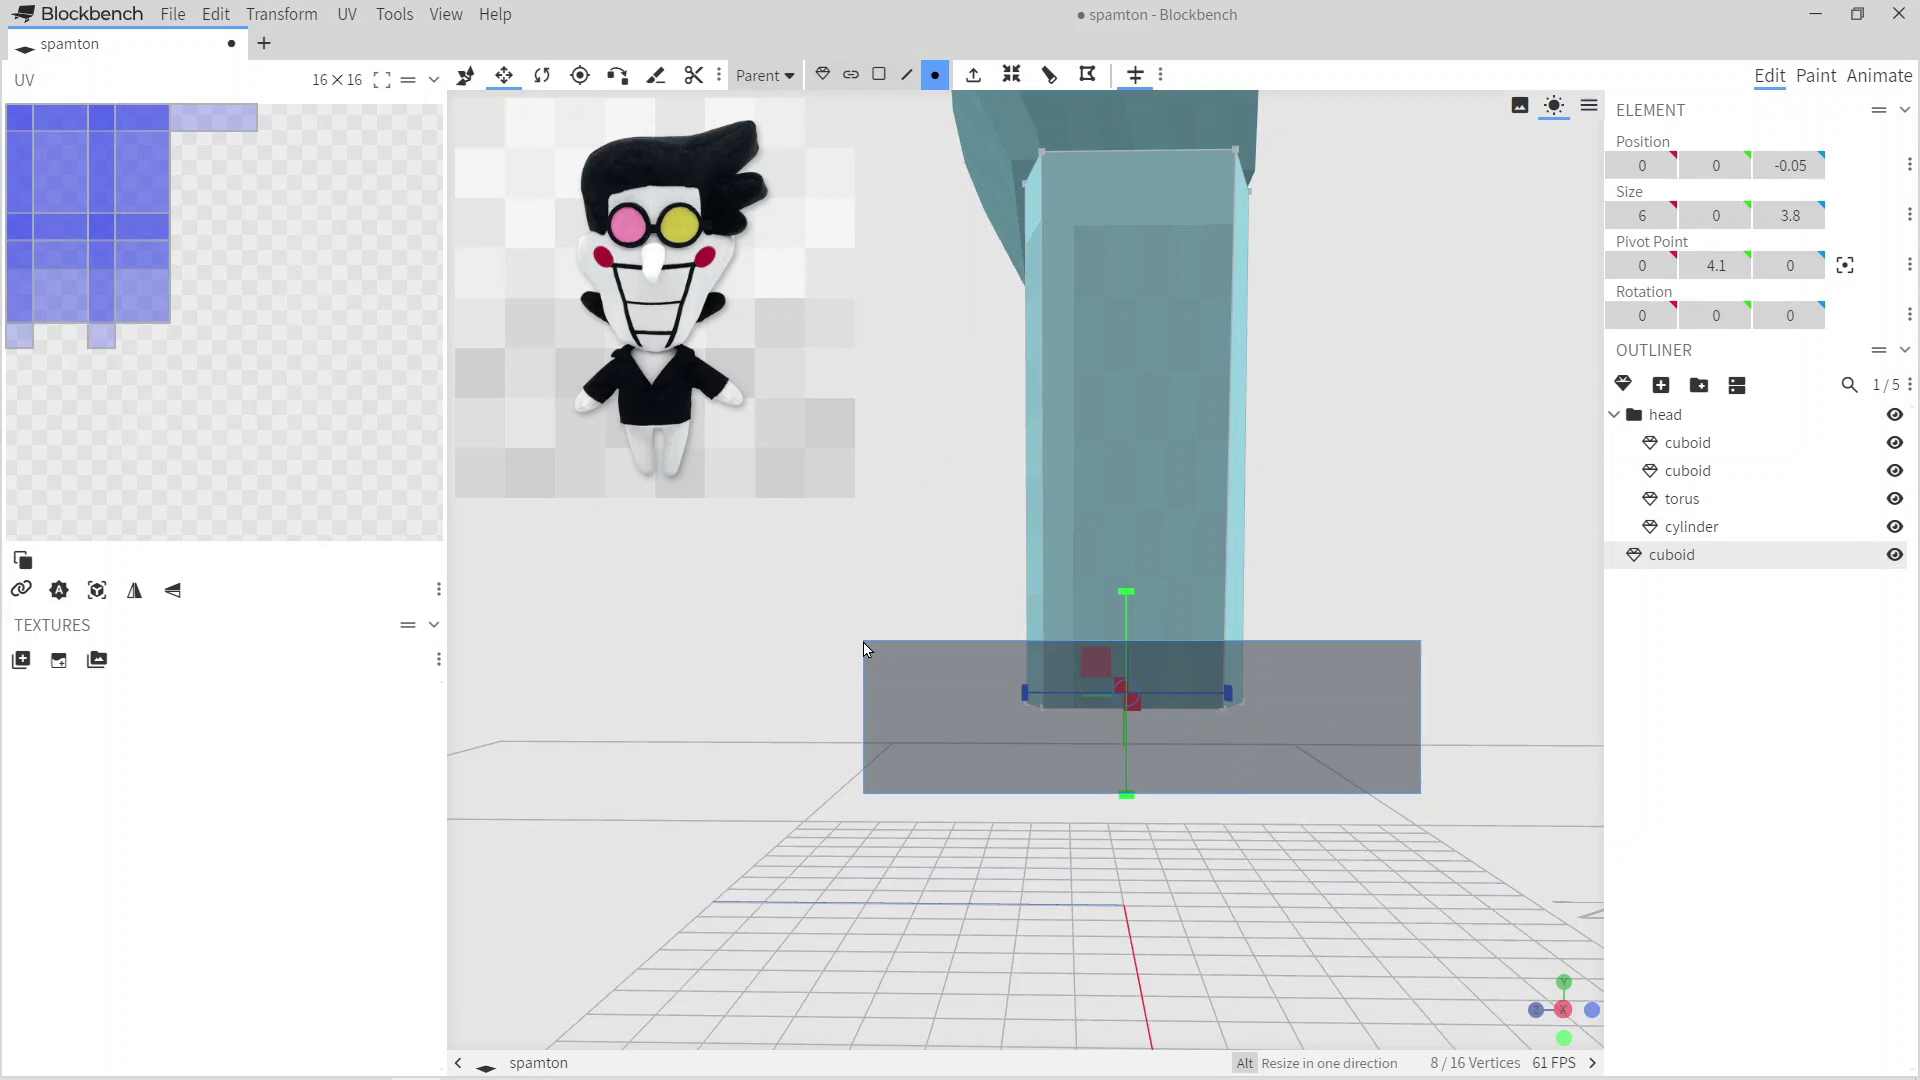 Blockbench File Edit Transform UV Tools View Help
● spamton - Blockbench
spamton
UV 16×16
Parent
Edit Paint Animate
ELEMENT
Position
0 0 -0.05
Size
6 0 3.8
Pivot Point
0 4.1 0
Rotation
0 0 0
OUTLINER
1 / 5
head
cuboid
cuboid
torus
cylinder
cuboid
TEXTURES
Y
Z X
spamton
Alt Resize in one direction 8 / 16 Vertices 61 FPS